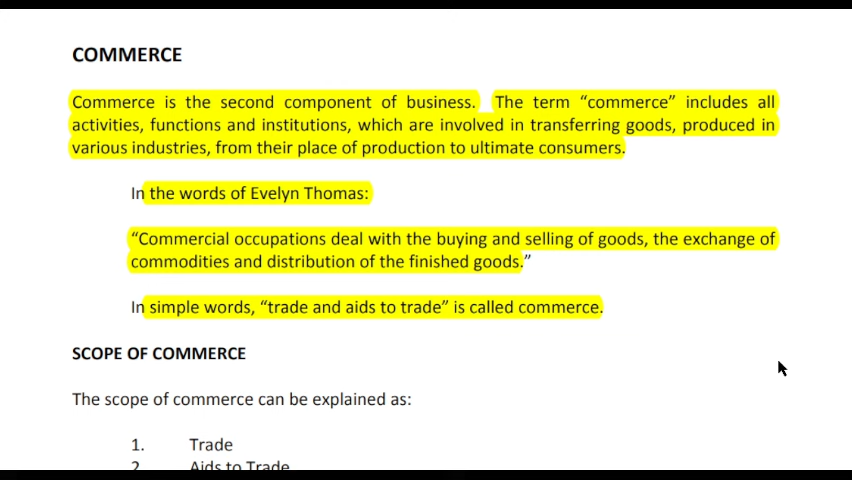 COMMERCE
Commerce is the second component of business. The term “commerce” includes all
activities, functions and institutions, which are involved in transferring goods, produced in
various industries, from their place of production to ultimate consumers.
In the words of Evelyn Thomas:
“Commercial occupations deal with the buying and selling of goods, the exchange of
commodities and distribution of the finished goods.”
In simple words, “trade and aids to trade” is called commerce.
SCOPE OF COMMERCE
The scope of commerce can be explained as:
1. Trade
2. Aids to Trade